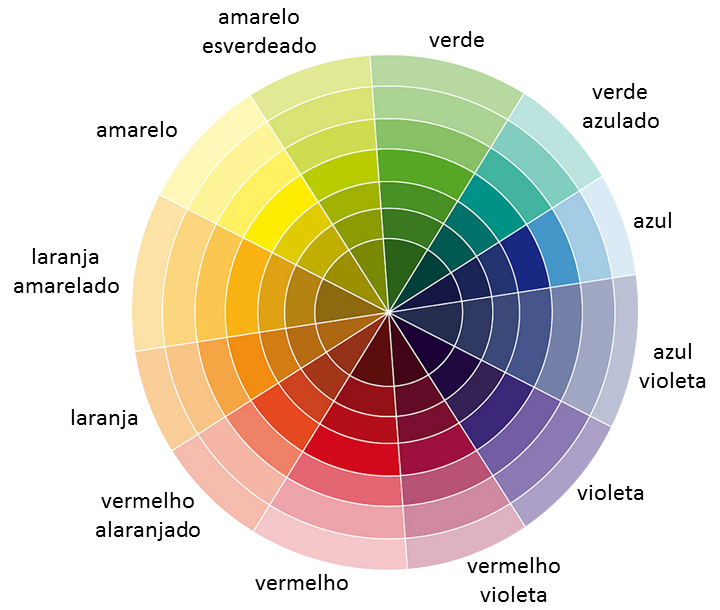 amarelo
esverdeado
verde
verde
azulado
amarelo
azul
laranja
amarelado
azul
violeta
laranja
violeta
vermelho
alaranjado
vermelho
vermelho
violeta